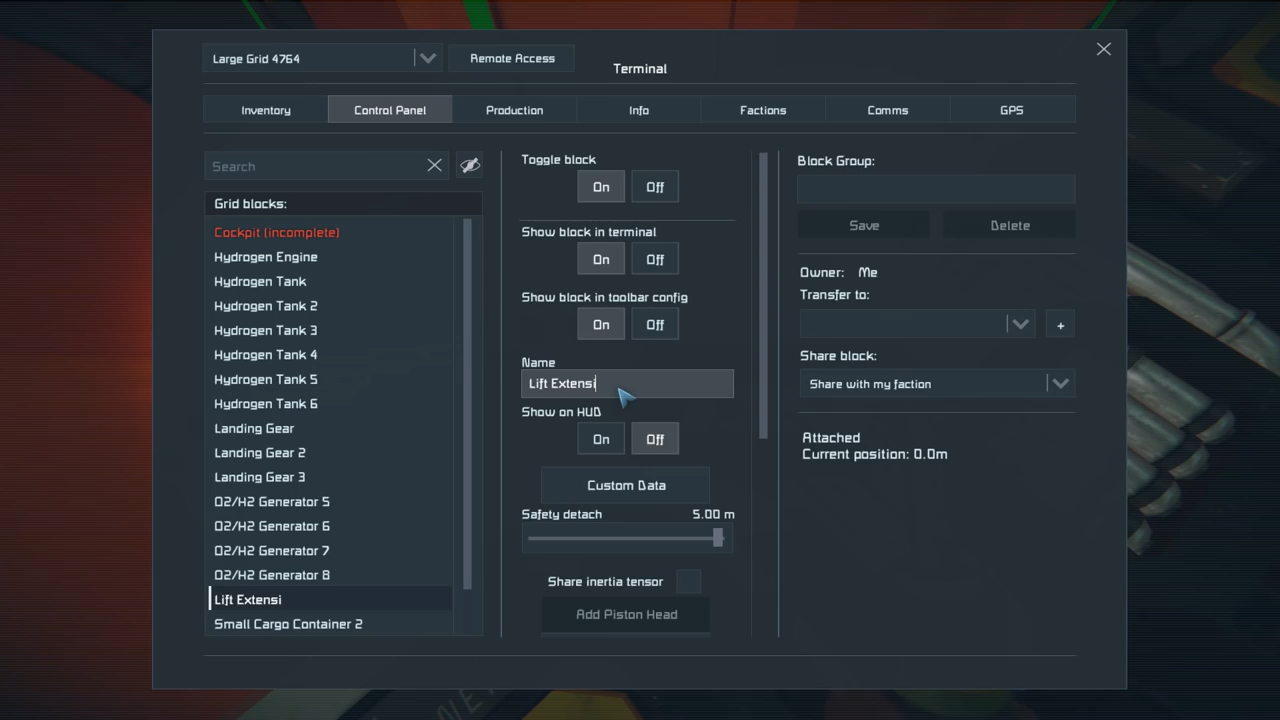 Large Grid 4764
Remote Access
Terminal
Inventory
Control Panel
Production
Info
Factions
Comms
GPS
Search
Grid blocks:
Cockpit (incomplete)
Hydrogen Engine
Hydrogen Tank
Hydrogen Tank 2
Hydrogen Tank 3
Hydrogen Tank 4
Hydrogen Tank 5
Hydrogen Tank 6
Landing Gear
Landing Gear 2
Landing Gear 3
O2/H2 Generator 5
O2/H2 Generator 6
O2/H2 Generator 7
O2/H2 Generator 8
Lift Extensi
Small Cargo Container 2
Toggle block
On Off
Show block in terminal
On Off
Show block in toolbar config
On Off
Name
Lift Extensi
Show on HUD
On Off
Custom Data
Safety detach 5.00 m
Share inertia tensor
Add Piston Head
Block Group:
Save Delete
Owner: Me
Transfer to:
+
Share block:
Share with my faction
Attached
Current position: 0.0m